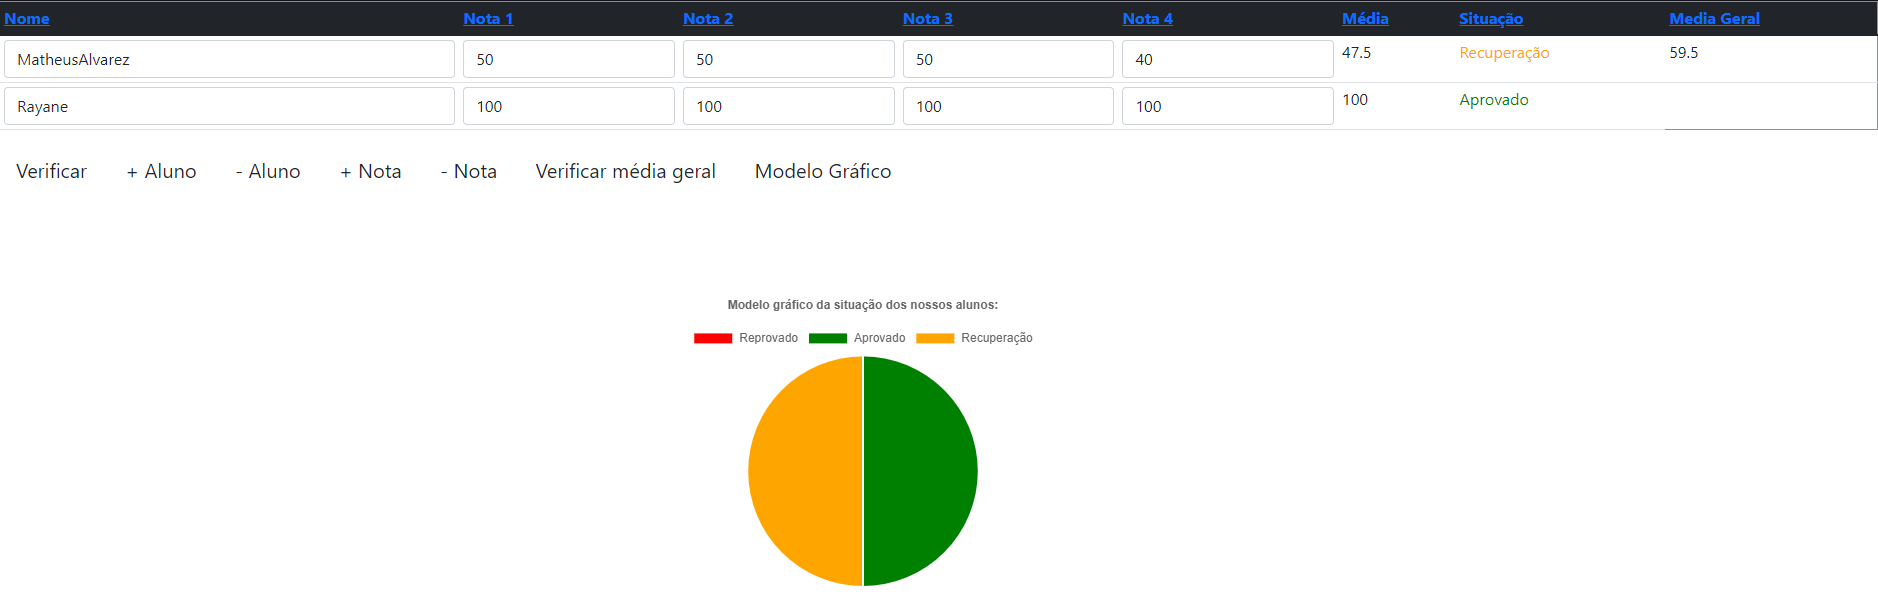 Nome Nota 1 Nota 2 Nota 3 Nota 4 Média Situação Media Geral
MatheusAlvarez 50 50 50 40 47.5 Recuperação 59.5
Rayane 100 100 100 100 100 Aprovado
Verificar + Aluno - Aluno + Nota - Nota Verificar média geral Modelo Gráfico
Modelo gráfico da situação dos nossos alunos:
Reprovado Aprovado Recuperação